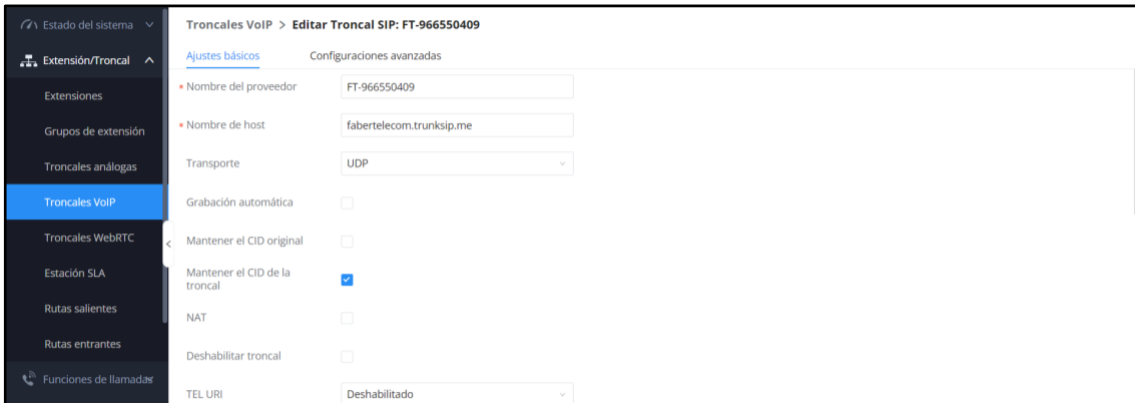 Estado del sistema
Extensión/Troncal
Extensiones
Grupos de extensión
Troncales análogas
Troncales VoIP
Troncales WebRTC
Estación SLA
Rutas salientes
Rutas entrantes
Funciones de llamadas
Troncales VoIP > Editar Troncal SIP: FT-966550409
Ajustes básicos Configuraciones avanzadas
* Nombre del proveedor FT-966550409
* Nombre de host fabertelecom.trunksip.me
Transporte UDP
Grabación automática
Mantener el CID original
Mantener el CID de la
troncal
NAT
Deshabilitar troncal
TEL URI Deshabilitado